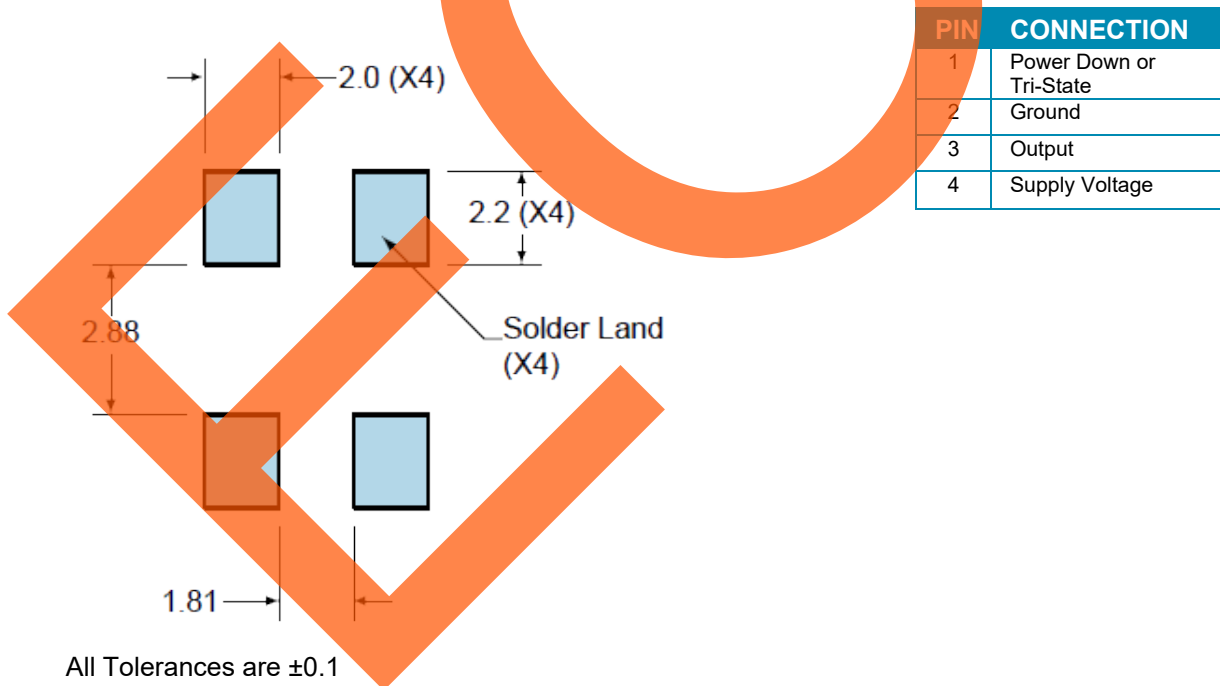 2.0 (X4)
2.2 (X4)
2.88
Solder Land
(X4)
1.81
All Tolerances are ±0.1
PIN CONNECTION
1 Power Down or
Tri-State
2 Ground
3 Output
4 Supply Voltage